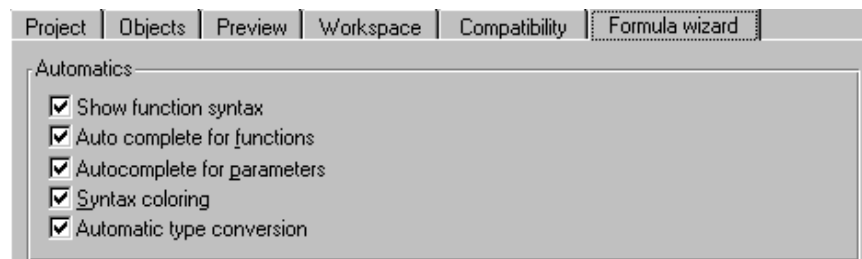 Project Objects Preview Workspace Compatibility Formula wizard
Automatics
Show function syntax
Auto complete for functions
Autocomplete for parameters
Syntax coloring
Automatic type conversion